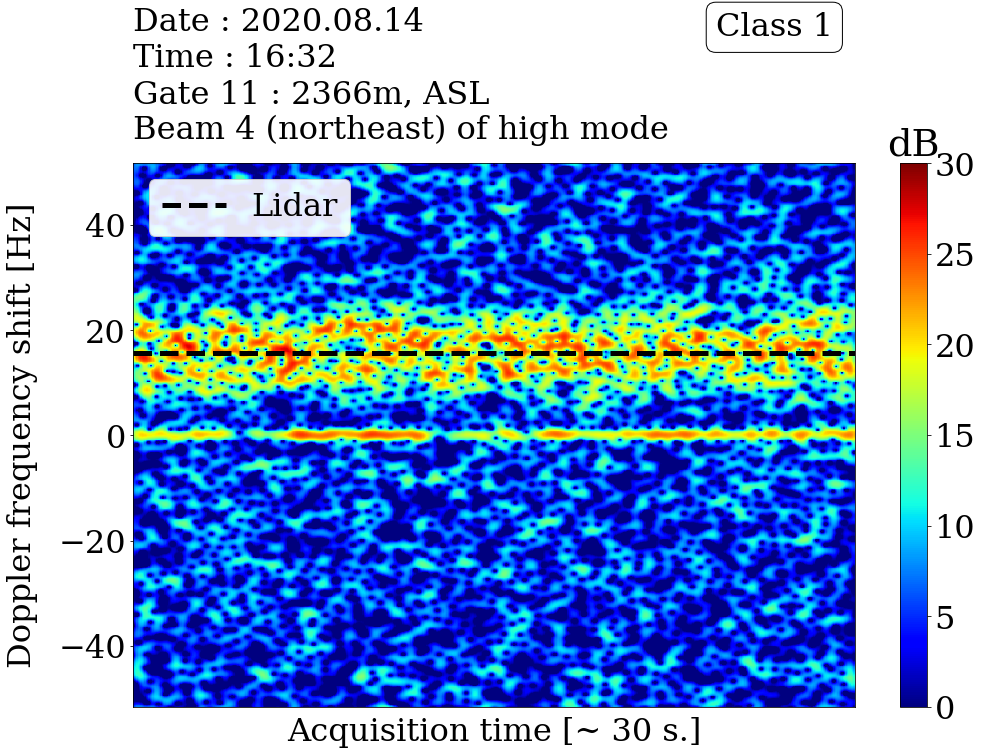 Date : 2020.08.14
Time : 16:32
Gate 11 : 2366m, ASL
Beam 4 (northeast) of high mode
Class 1
dB
Lidar
Doppler frequency shift [Hz]
40
20
0
−20
−40
Acquisition time [~ 30 s.]
30
25
20
15
10
5
0